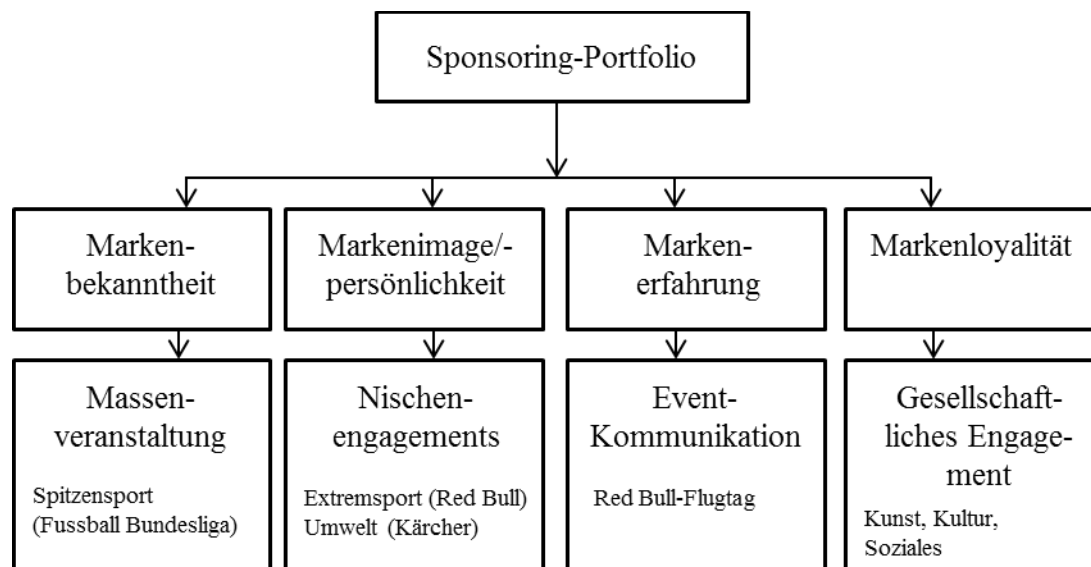 Sponsoring-Portfolio
Marken-
bekanntheit
Markenimage/-
persönlichkeit
Marken-
erfahrung
Markenloyalität
Massen-
veranstaltung
Spitzensport
(Fussball Bundesliga)
Nischen-
engagements
Extremsport (Red Bull)
Umwelt (Kärcher)
Event-
Kommunikation
Red Bull-Flugtag
Gesellschaft-
liches Engage-
ment
Kunst, Kultur,
Soziales